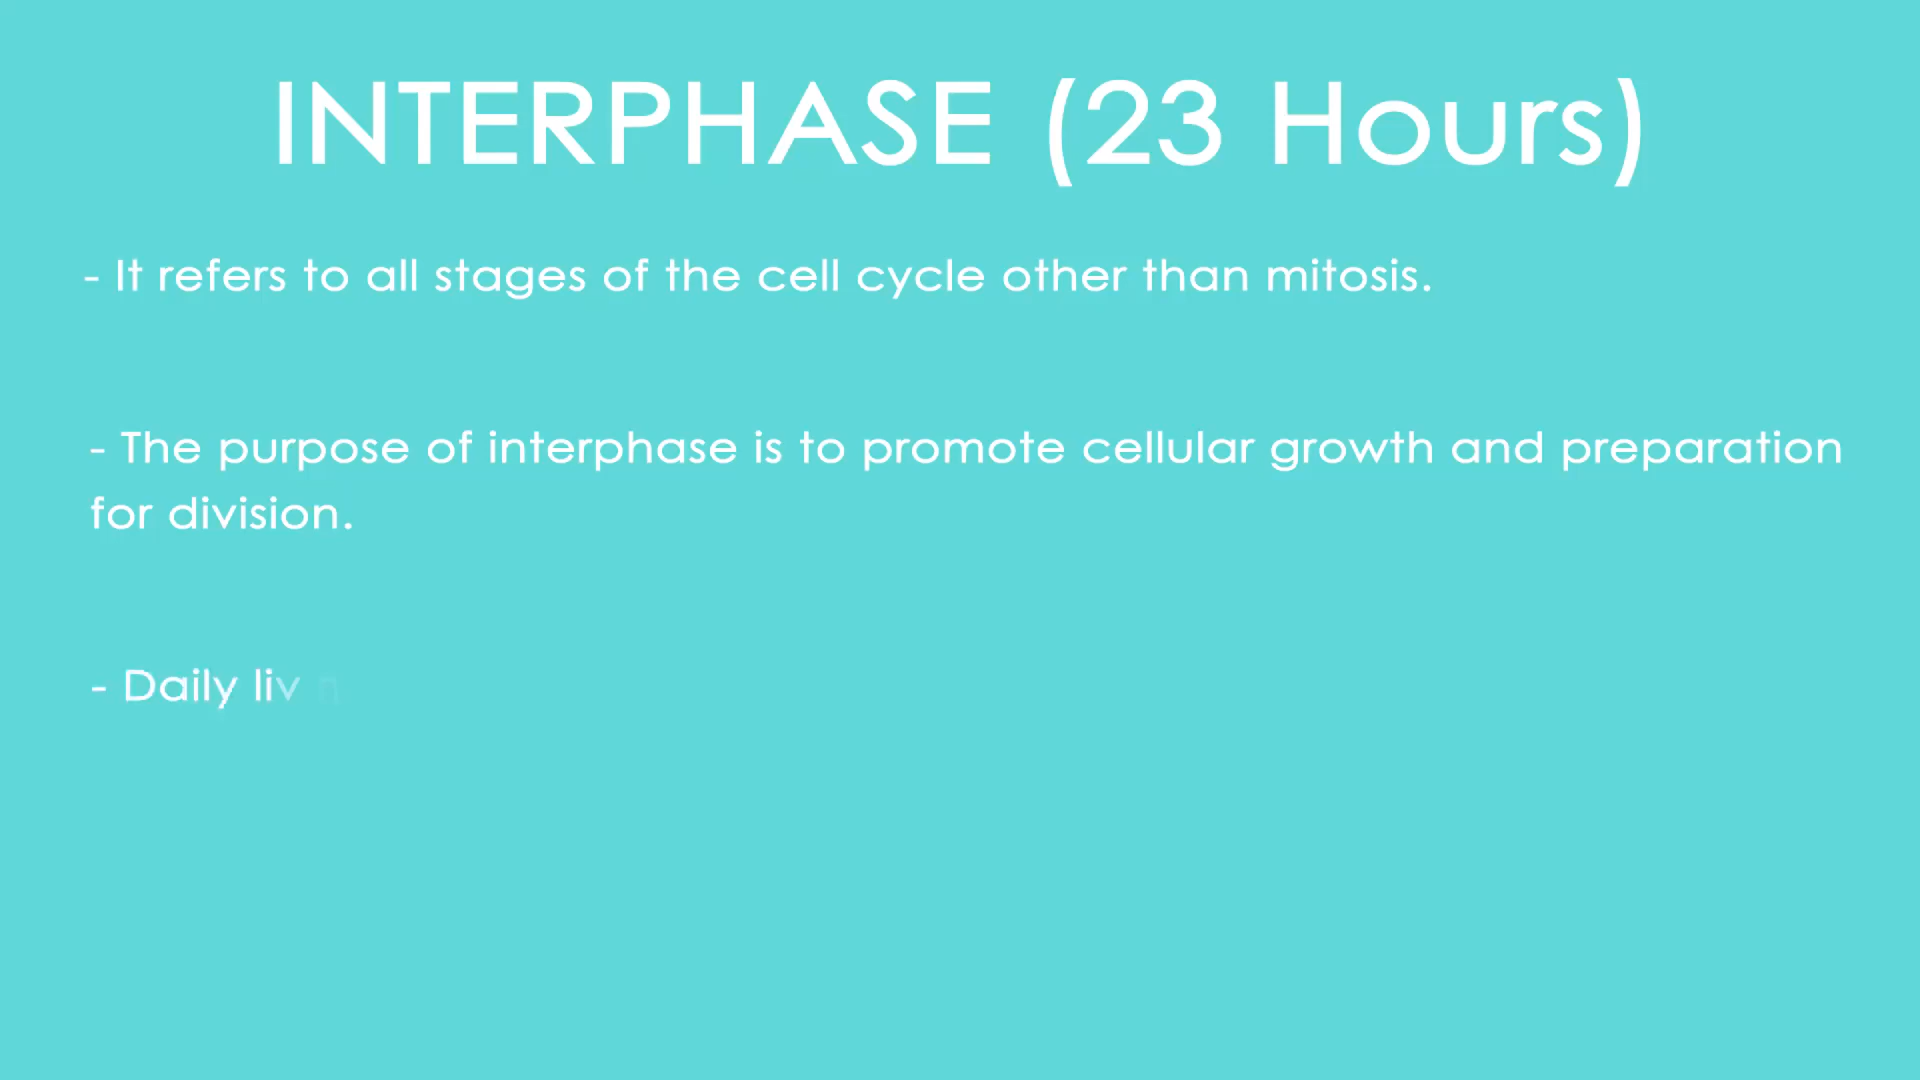 INTERPHASE (23 Hours)
- It refers to all stages of the cell cycle other than mitosis.
- The purpose of interphase is to promote cellular growth and preparation
for division.
- Daily